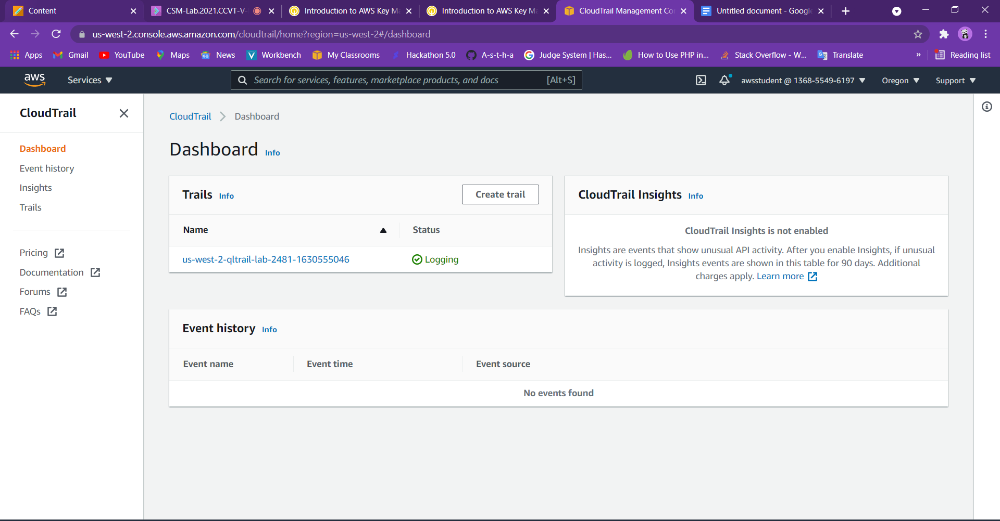 Content
CSM-Lab.2021.CCVT-V-
Introduction to AWS Key Ma
Introduction to AWS Key Ma
CloudTrail Management Co
Untitled document - Google
us-west-2.console.aws.amazon.com/cloudtrail/home?region=us-west-2#/dashboard
Apps
Gmail
YouTube
Maps
News
Workbench
My Classrooms
Hackathon 5.0
A-s-t-h-a
Judge System | Has...
How to Use PHP in...
Stack Overflow - W...
Translate
»
Reading list
aws
Services
Search for services, features, marketplace products, and docs
[Alt+S]
awsstudent @ 1368-5549-6197
Oregon
Support
CloudTrail
Dashboard
Event history
Insights
Trails
Pricing
Documentation
Forums
FAQs
CloudTrail
Dashboard
Dashboard Info
Trails Info
Create trail
Name
Status
us-west-2-qltrail-lab-2481-1630555046
Logging
CloudTrail Insights Info
CloudTrail Insights is not enabled
Insights are events that show unusual API activity. After you enable Insights, if unusual
activity is logged, Insights events are shown in this table for 90 days. Additional
charges apply. Learn more
Event history Info
Event name
Event time
Event source
No events found